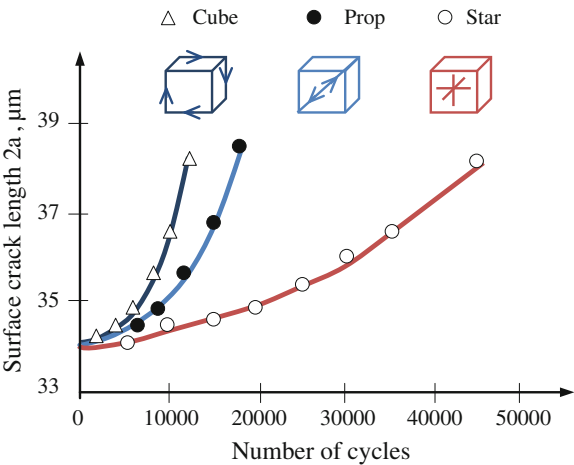 Cube Prop Star
Surface crack length 2a, μm
39
37
35
33
0 10000 20000 30000 40000 50000
Number of cycles